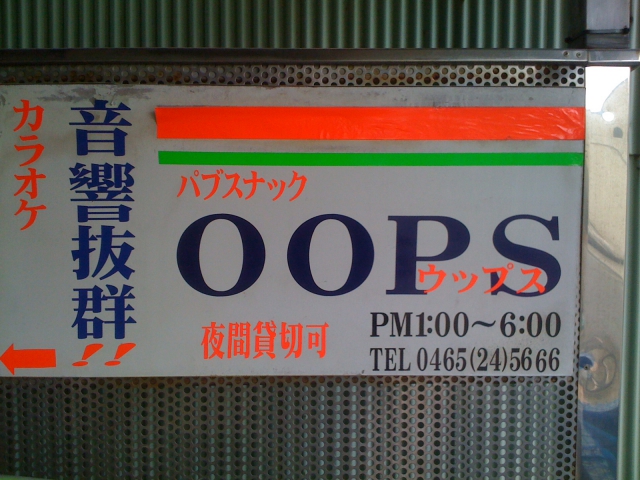 カラオケ
音響抜群!!
パブスナック
OOPS
ウップス
夜間貸切可
PM1:00〜6:00
TEL 0465(24)5666